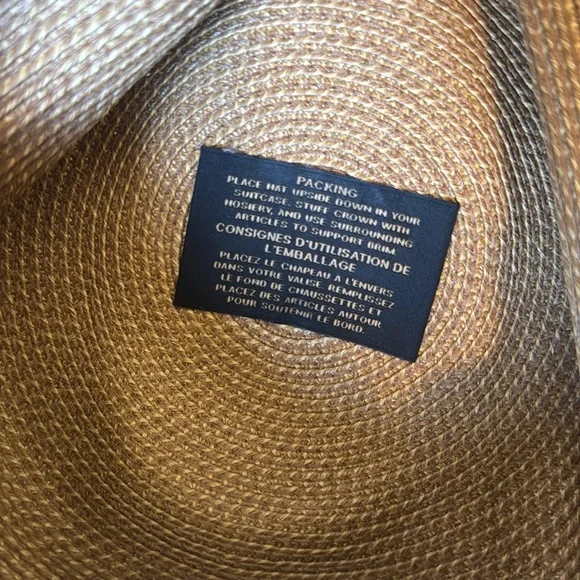 PACKING
PLACE HAT UPSIDE DOWN IN YOUR
SUITCASE. STUFF CROWN WITH
HOSIERY, AND USE SURROUNDING
ARTICLES TO SUPPORT BRIM.
CONSIGNES D'UTILISATION DE
L'EMBALLAGE
PLACEZ LE CHAPEAU À L'ENVERS
DANS VOTRE VALISE. REMPLISSEZ
LE FOND DE CHAUSSETTES ET
PLACEZ DES ARTICLES AUTOUR
POUR SOUTENIR LE BORD.